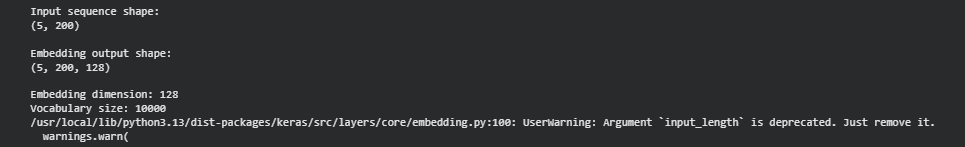 Input sequence shape:
(5, 200)
Embedding output shape:
(5, 200, 128)
Embedding dimension: 128
Vocabulary size: 10000
/usr/local/lib/python3.13/dist-packages/keras/src/layers/core/embedding.py:100: UserWarning: Argument `input_length` is deprecated. Just remove it.
  warnings.warn(